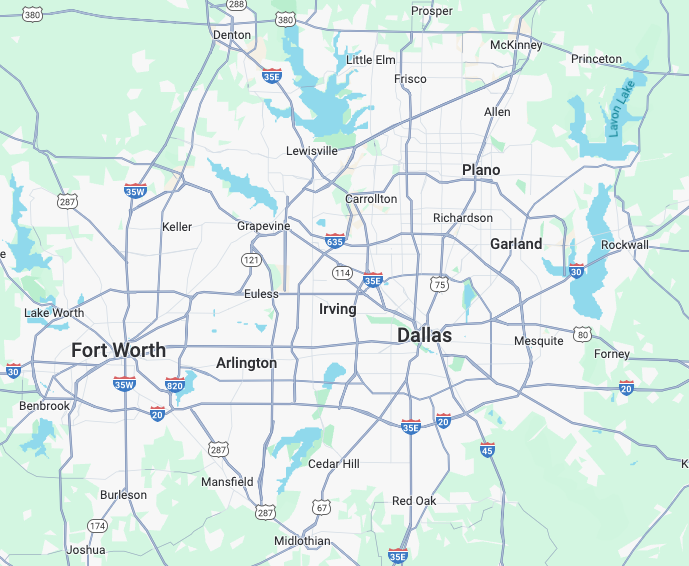 380
288
Prosper
380
Denton
McKinney
Little Elm
Princeton
35E
Frisco
Lavon Lake
Allen
Lewisville
Plano
35W
287
Carrollton
Keller
Grapevine
Richardson
635
Garland
Rockwall
e
121
114
35E
75
30
Euless
Lake Worth
Irving
Dallas
80
Fort Worth
Mesquite
Forney
Arlington
30
35W
820
20
Benbrook
20
35E
20
287
45
Cedar Hill
Mansfield
K
Burleson
Red Oak
67
287
174
Midlothian
Joshua
35E